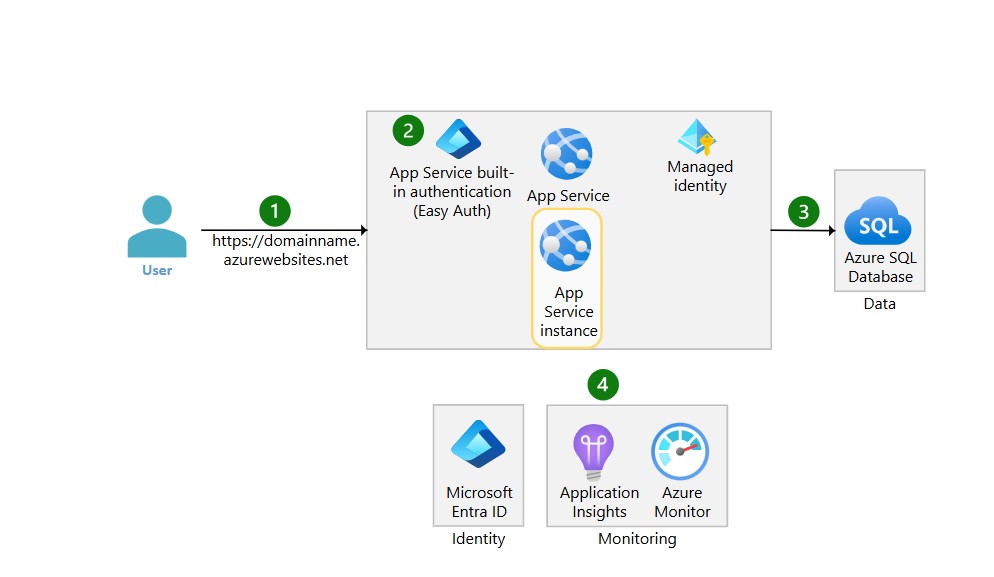 2
App Service built-
in authentication
(Easy Auth)
App Service
Managed
identity
1
https://domainname.
azurewebsites.net
User
App
Service
instance
3
SQL
Azure SQL
Database
Data
4
Microsoft
Entra ID
Identity
Application
Insights
Azure
Monitor
Monitoring